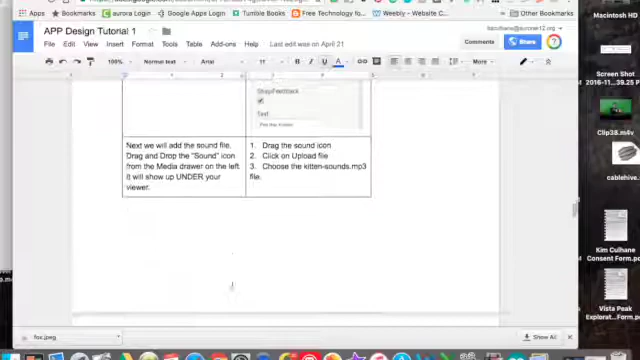 Apps
Bookmarks
aurora Login
Google Apps Login
Tumble Books
Free Technology fo
Weebly - Website C
Other Bookmarks
APP Design Tutorial 1
File Edit View Insert Format Tools Table Add-ons Help
Last edit was on April 21
Comments
Share
100%
Normal text
Arial
11
B I U A
More
Text
Next we will add the sound file.
Drag and Drop the "Sound" icon
from the Media drawer on the left.
It will show up UNDER your
viewer.
1. Drag the sound icon
2. Click on Upload file
3. Choose the kitten-sounds.mp3
file.
Show All
Macintosh HD
Screen Shot
2016-11...39.25 P
Clip38.m4v
cablehive.
Kim Culhane
Consent Form.p
Vista Peak
Explorat...Form.p